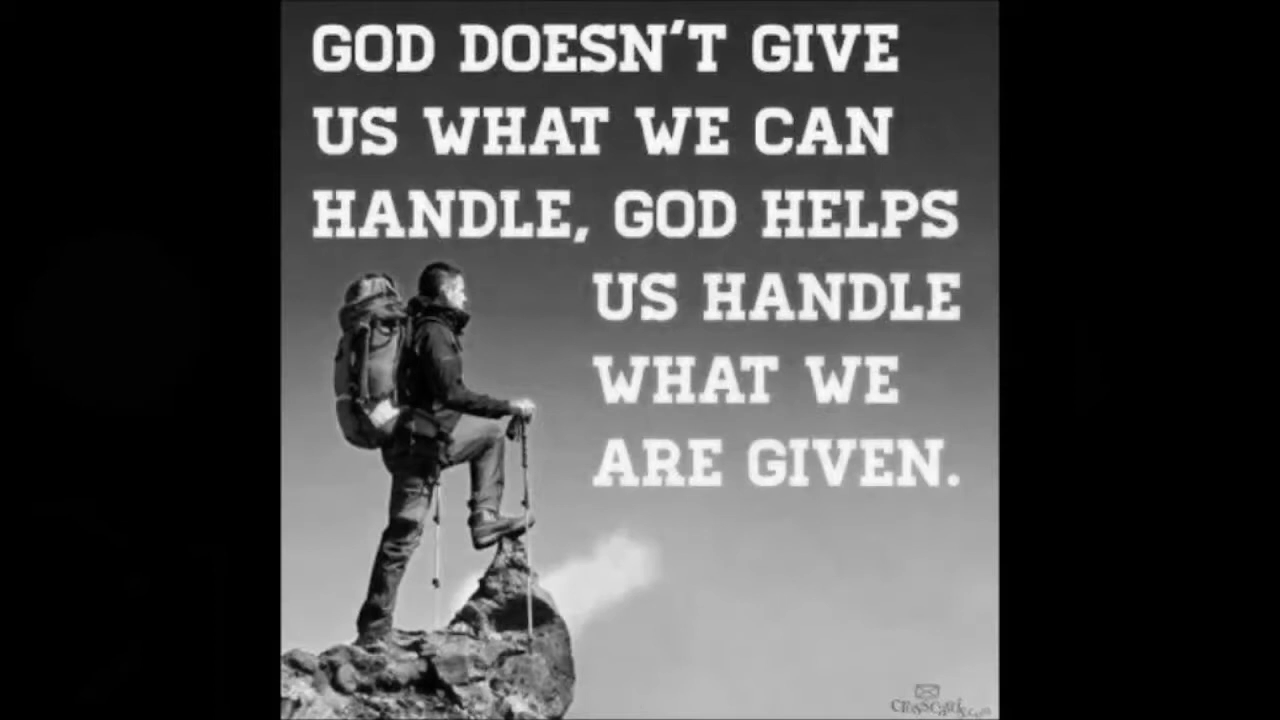 GOD DOESN'T GIVE
US WHAT WE CAN
HANDLE, GOD HELPS
US HANDLE
WHAT WE
ARE GIVEN.